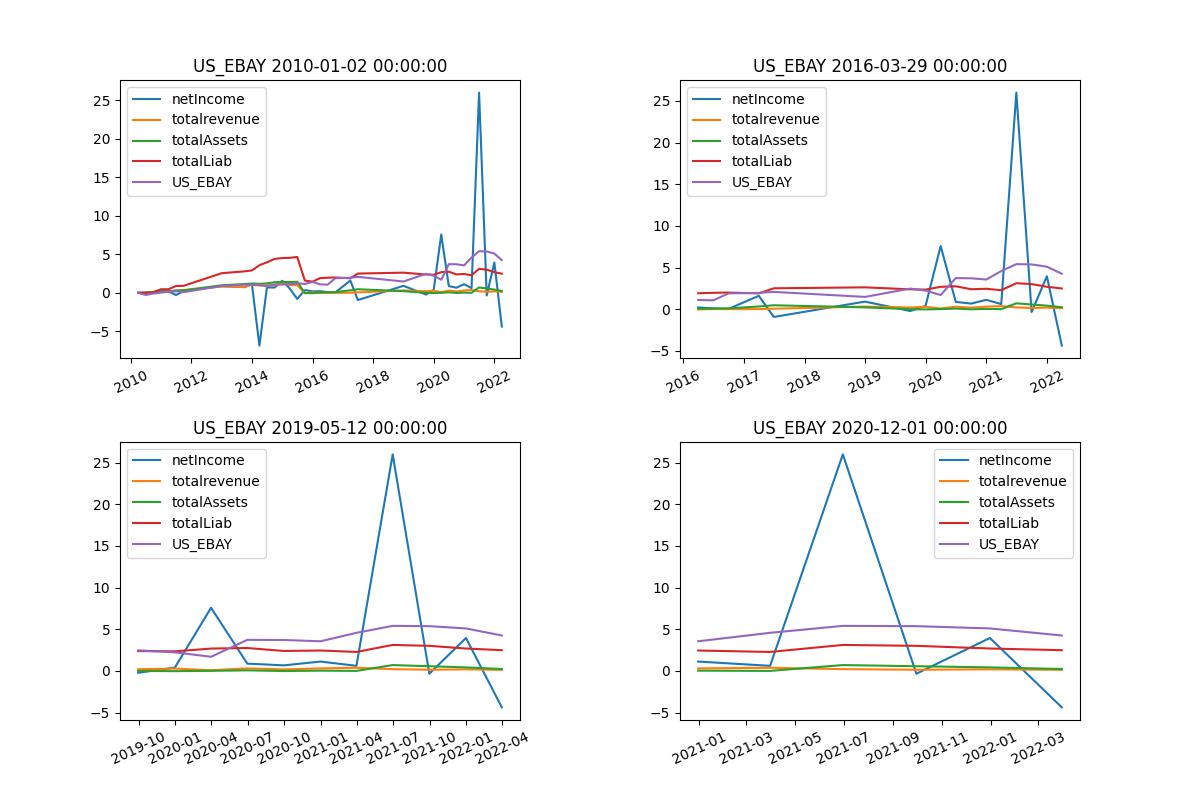 US_EBAY 2010-01-02 00:00:00
netIncome
totalrevenue
totalAssets
totalLiab
US_EBAY
25
20
15
10
5
0
−5
2010
2012
2014
2016
2018
2020
2022
US_EBAY 2016-03-29 00:00:00
netIncome
totalrevenue
totalAssets
totalLiab
US_EBAY
25
20
15
10
5
0
−5
2016
2017
2018
2019
2020
2021
2022
US_EBAY 2019-05-12 00:00:00
netIncome
totalrevenue
totalAssets
totalLiab
US_EBAY
25
20
15
10
5
0
−5
2019-10
2020-01
2020-04
2020-07
2020-10
2021-01
2021-04
2021-07
2021-10
2022-01
2022-04
US_EBAY 2020-12-01 00:00:00
netIncome
totalrevenue
totalAssets
totalLiab
US_EBAY
25
20
15
10
5
0
−5
2021-01
2021-03
2021-05
2021-07
2021-09
2021-11
2022-01
2022-03